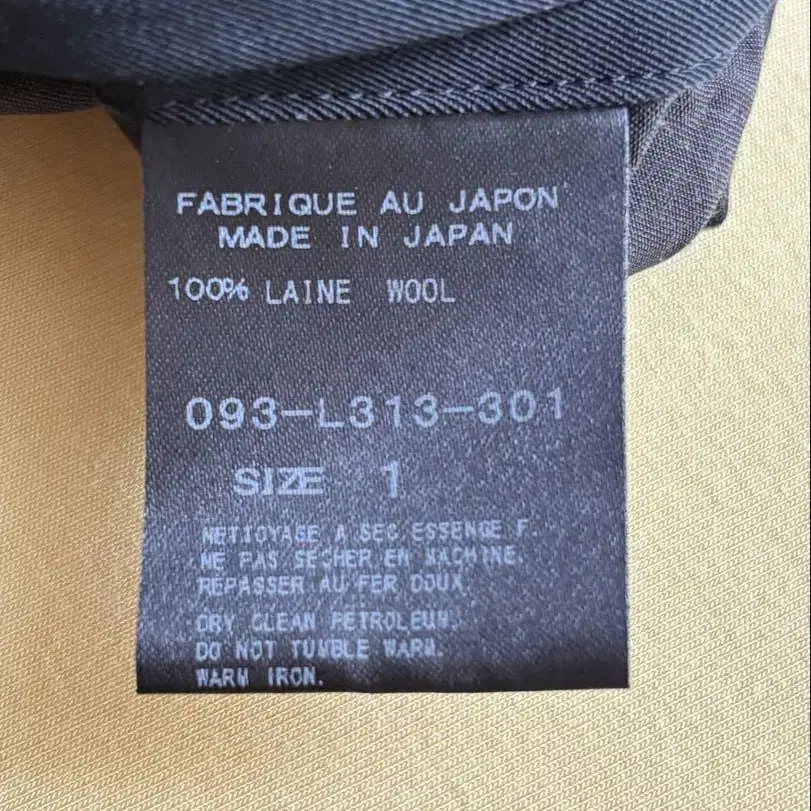 FABRIQUE AU JAPON
MADE IN JAPAN
100% LAINE WOOL
093-L313-301
SIZE 1
NETTOYAGE A SEC ESSENCE F.
NE PAS SECHER EN MACHINE.
REPASSER AU FER DOUX.
DRY CLEAN PETROLEUM.
DO NOT TUMBLE WARM.
WARM IRON.